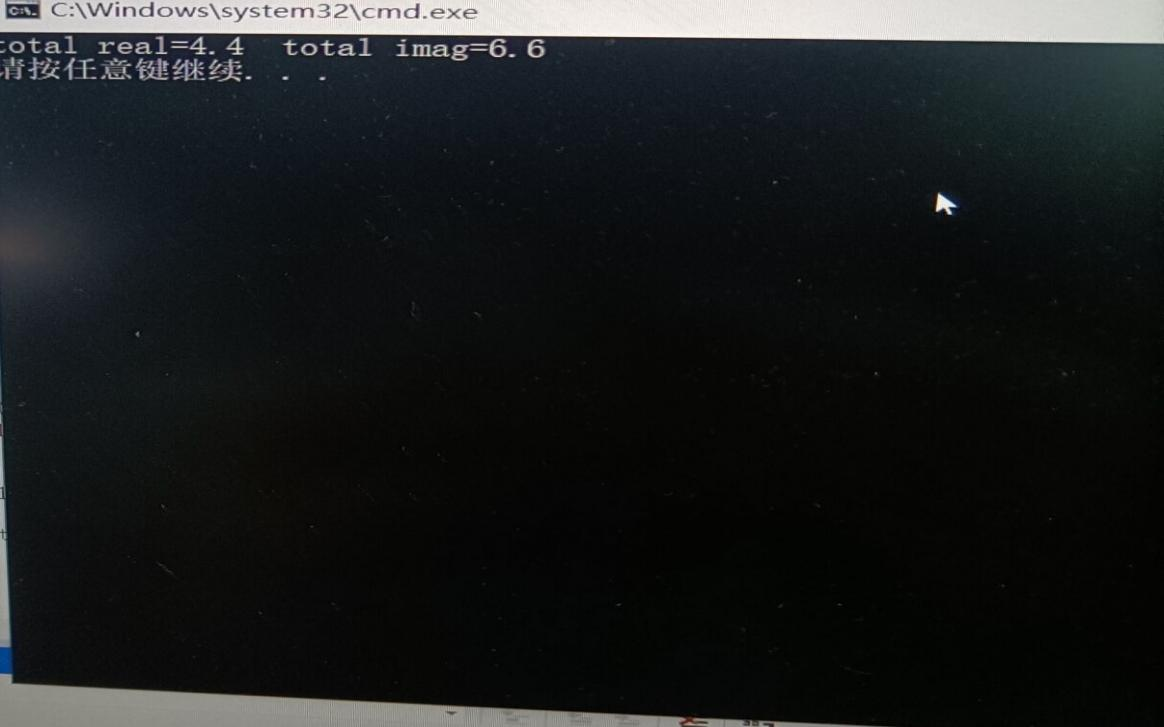 C:\Windows\system32\cmd.exe
total real=4.4 total imag=6.6
请按任意键继续. . .